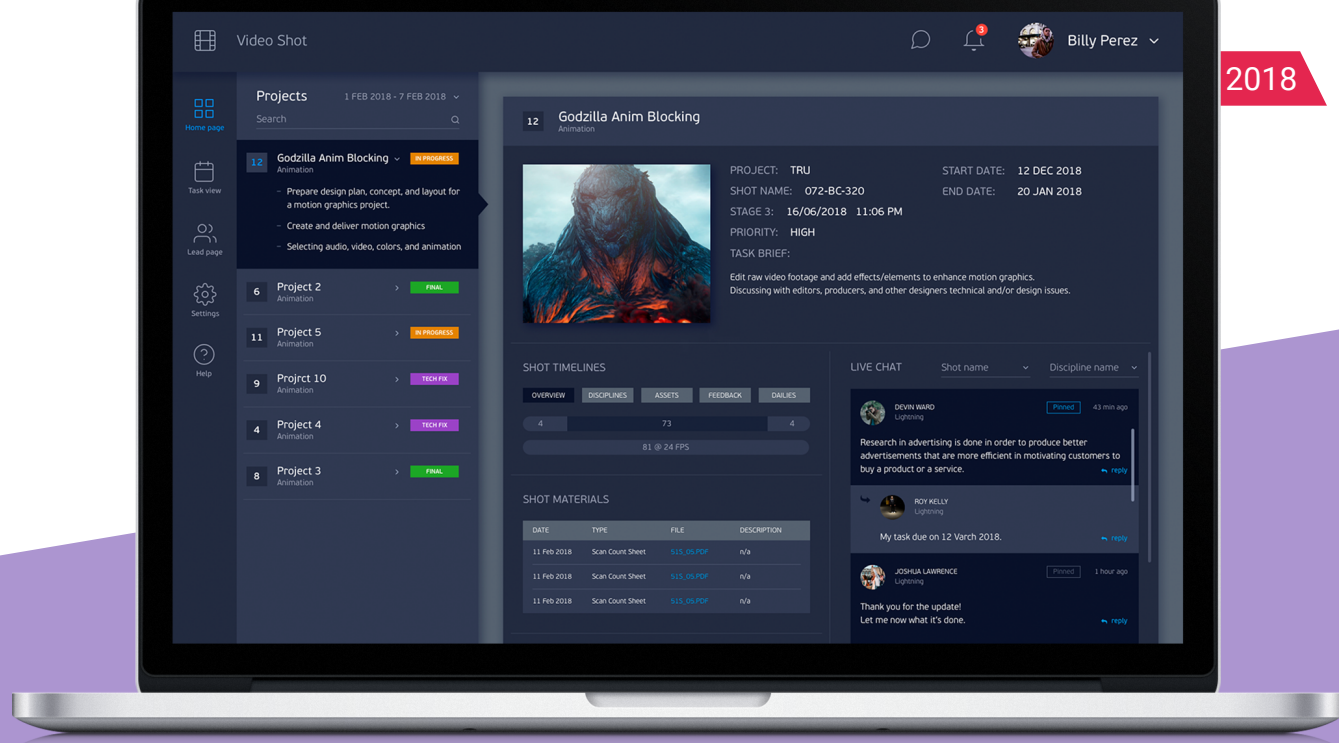 Video Shot
3
Billy Perez
2018
Home page
Task view
Lead page
Settings
Help
Projects
1 FEB 2018 - 7 FEB 2018
Search
12
Godzilla Anim Blocking
IN PROGRESS
Animation
– Prepare design plan, concept, and layout for
a motion graphics project.
– Create and deliver motion graphics
– Selecting audio, video, colors, and animation
6
Project 2
FINAL
Animation
11
Project 5
IN PROGRESS
Animation
9
Projrct 10
TECH FIX
Animation
4
Project 4
TECH FIX
Animation
8
Project 3
FINAL
Animation
12
Godzilla Anim Blocking
Animation
PROJECT: TRU
SHOT NAME: 072-BC-320
STAGE 3: 16/06/2018 11:06 PM
PRIORITY: HIGH
TASK BRIEF:
START DATE: 12 DEC 2018
END DATE: 20 JAN 2018
Edit raw video footage and add effects/elements to enhance motion graphics.
Discussing with editors, producers, and other designers technical and/or design issues.
SHOT TIMELINES
OVERVIEW DISCIPLINES ASSETS FEEDBACK DAILIES
4 73 4
81 @ 24 FPS
SHOT MATERIALS
DATE TYPE FILE DESCRIPTION
11 Feb 2018 Scan Count Sheet S15_05.PDF n/a
11 Feb 2018 Scan Count Sheet S15_05.PDF n/a
11 Feb 2018 Scan Count Sheet S15_05.PDF n/a
LIVE CHAT
Shot name
Discipline name
DEVIN WARD
Lightning
Pinned
43 min ago
Research in advertising is done in order to produce better
advertisements that are more efficient in motivating customers to
buy a product or a service.
reply
ROY KELLY
Lightning
My task due on 12 Varch 2018.
reply
JOSHUA LAWRENCE
Lightning
Pinned
1 hour ago
Thank you for the update!
Let me now what it's done.
reply